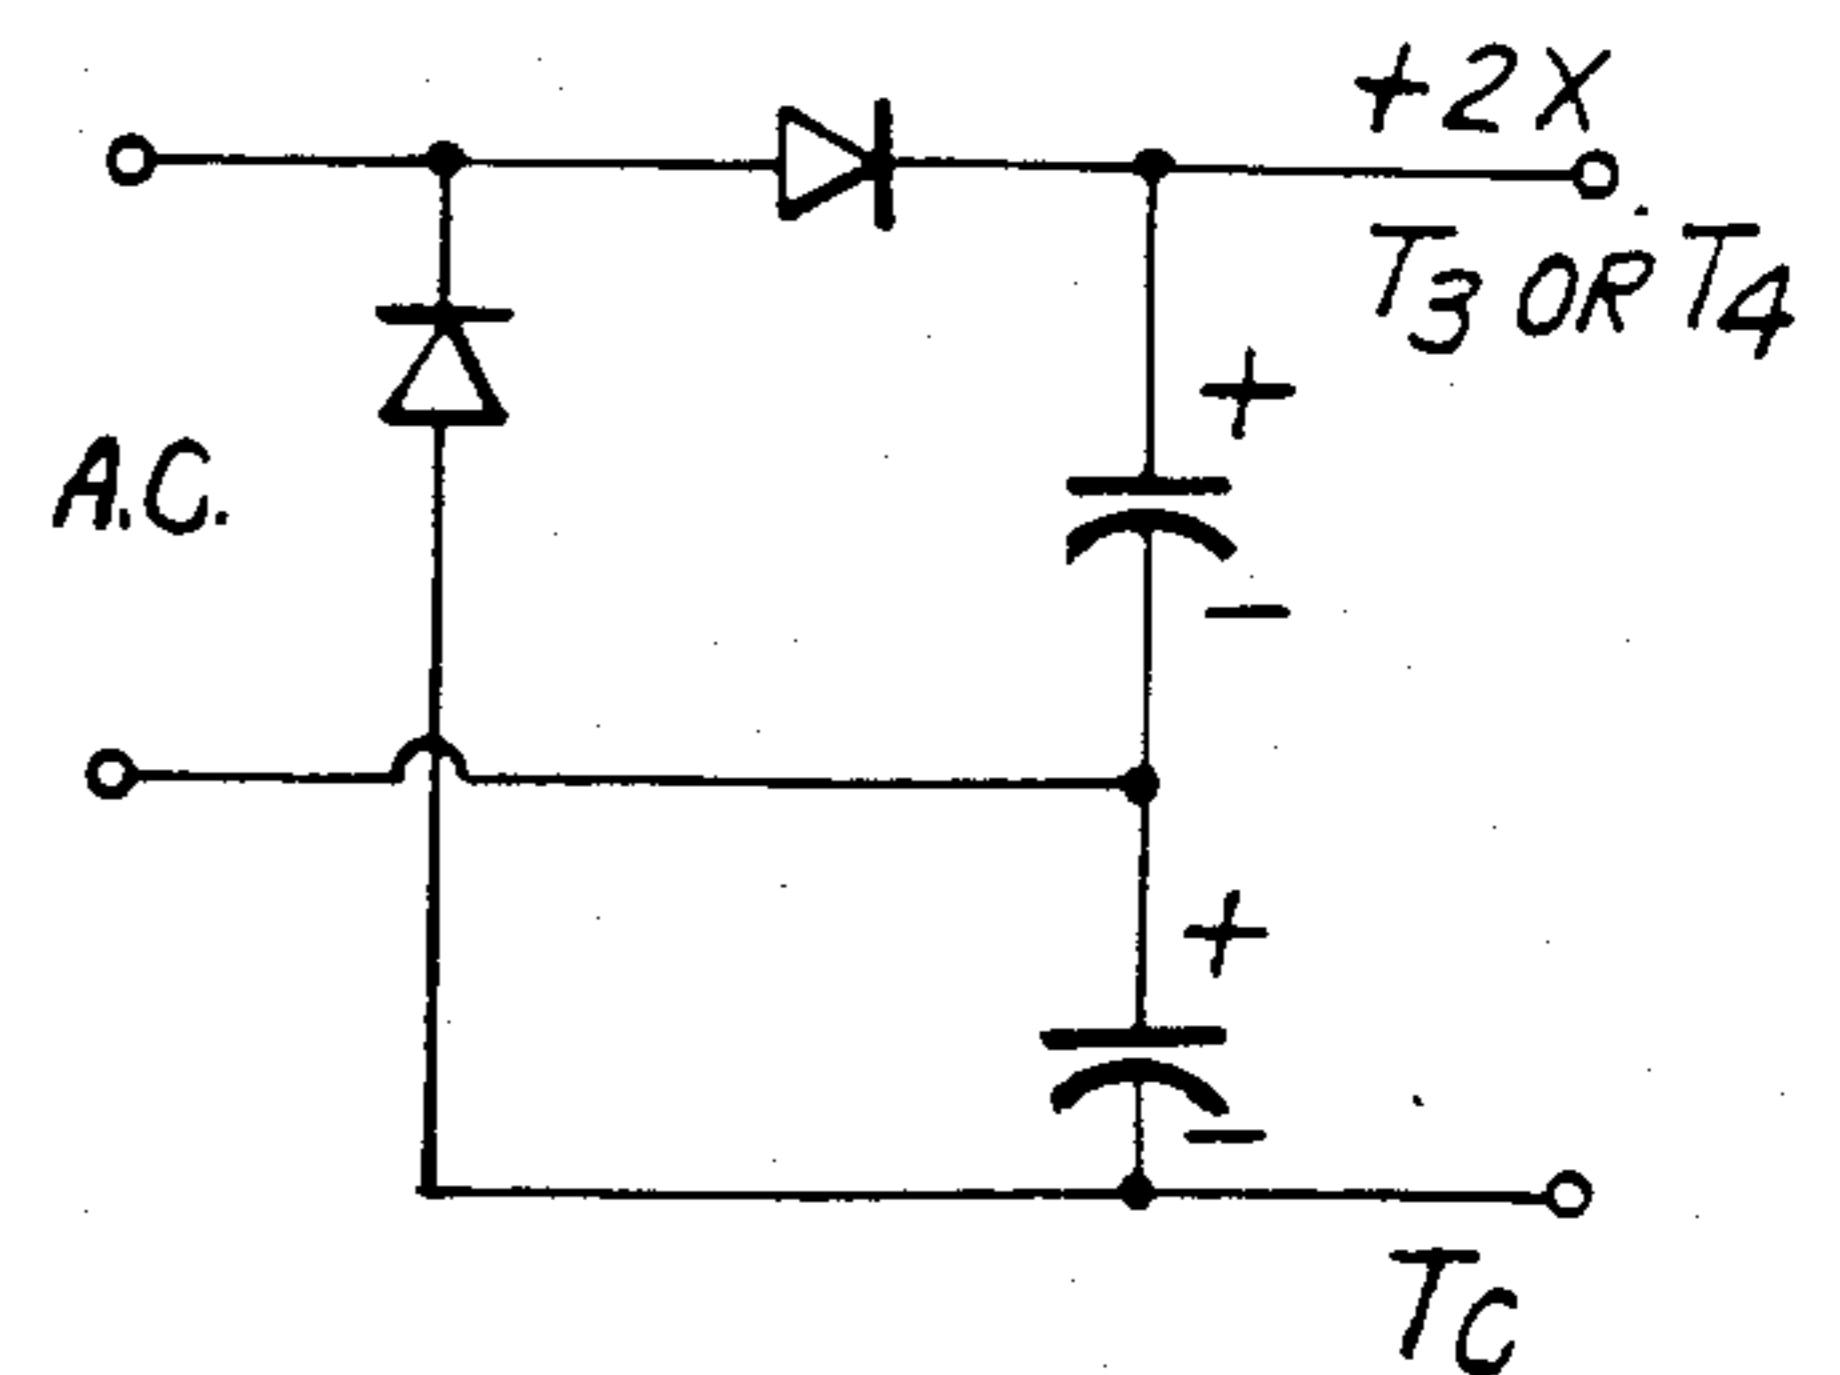 +2X
T3 OR T4
+
A.C.
−
+
−
TC